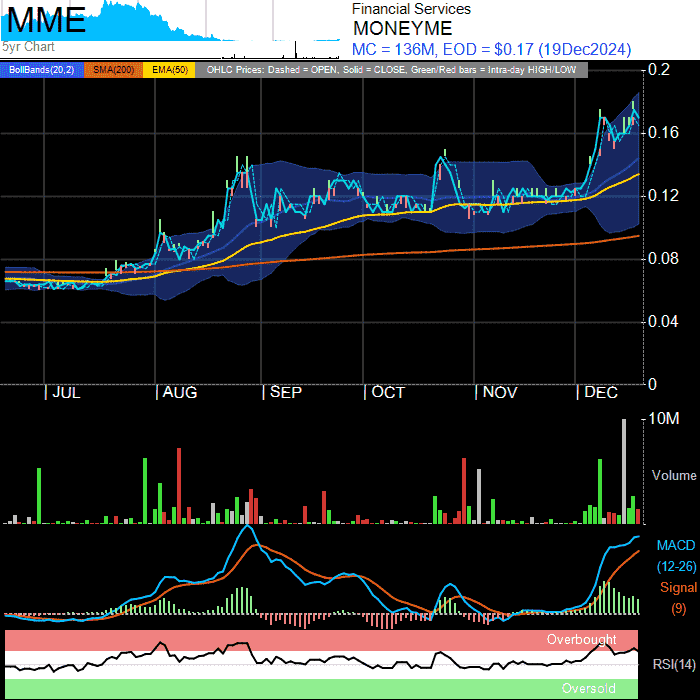 MME
5yr Chart
Financial Services
MONEYME
MC = 136M, EOD = $0.17 (19Dec2024)
BollBands(20,2) SMA(200) EMA(50) OHLC Prices: Dashed = OPEN, Solid = CLOSE, Green/Red bars = Intra-day HIGH/LOW
0.2
0.16
0.12
0.08
0.04
0
| JUL | AUG | SEP | OCT | NOV | DEC
10M
Volume
MACD
(12-26)
Signal
(9)
Overbought
RSI(14)
Oversold